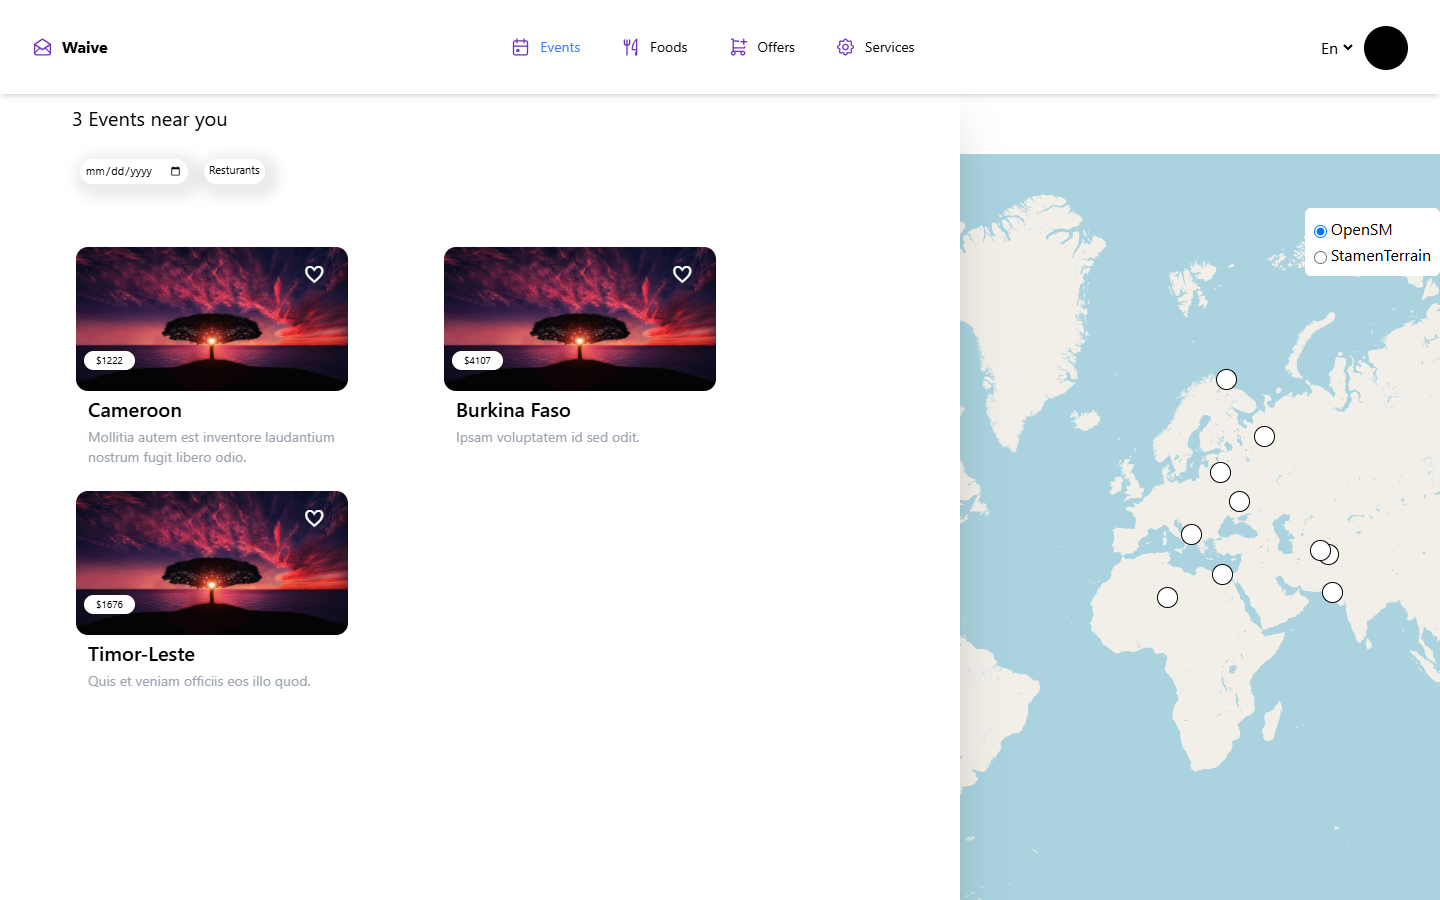 Waive
Events
Foods
Offers
Services
En
3 Events near you
mm/dd/yyyy
Resturants
OpenSM
StamenTerrain
$1222
Cameroon
Mollitia autem est inventore laudantium
nostrum fugit libero odio.
$4107
Burkina Faso
Ipsam voluptatem id sed odit.
$1676
Timor-Leste
Quis et veniam officiis eos illo quod.